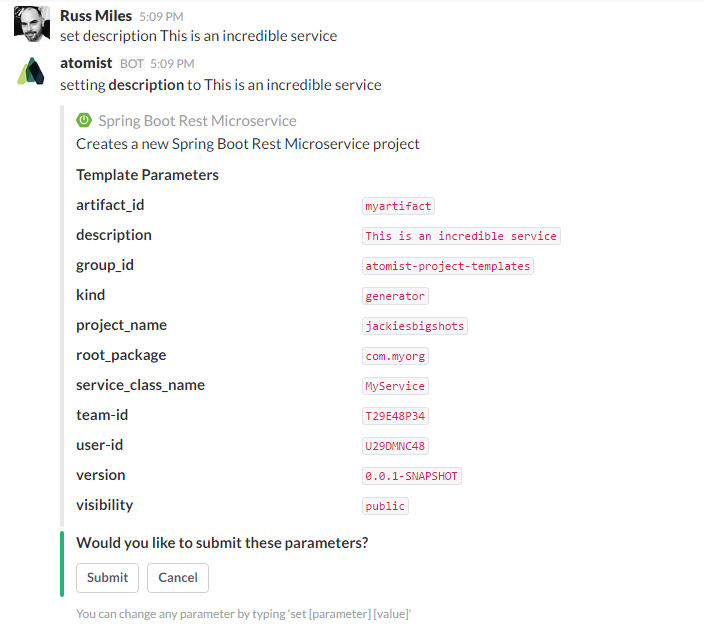 Russ Miles 5:09 PM
set description This is an incredible service
atomist BOT 5:09 PM
setting description to This is an incredible service
Spring Boot Rest Microservice
Creates a new Spring Boot Rest Microservice project
Template Parameters
artifact_id myartifact
description This is an incredible service
group_id atomist-project-templates
kind generator
project_name jackiesbigshots
root_package com.myorg
service_class_name MyService
team-id T29E48P34
user-id U29DMNC48
version 0.0.1-SNAPSHOT
visibility public
Would you like to submit these parameters?
Submit Cancel
You can change any parameter by typing 'set [parameter] [value]'